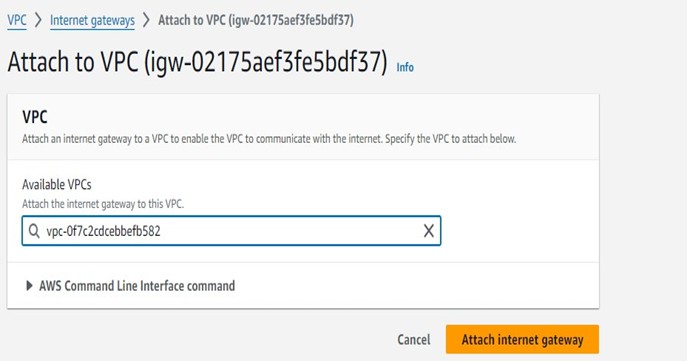 VPC > Internet gateways > Attach to VPC (igw-02175aef3fe5bdf37)
Attach to VPC (igw-02175aef3fe5bdf37) Info
VPC
Attach an internet gateway to a VPC to enable the VPC to communicate with the internet. Specify the VPC to attach below.
Available VPCs
Attach the internet gateway to this VPC.
vpc-0f7c2cdcebbefb582
AWS Command Line Interface command
Cancel Attach internet gateway